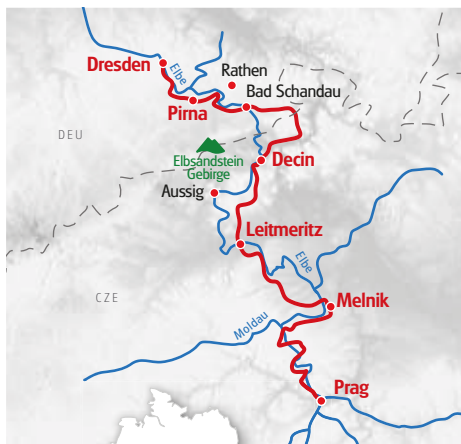 Dresden
Elbe
Rathen
Bad Schandau
Pirna
DEU
Elbsandstein
Gebirge
Decin
Aussig
Leitmeritz
Elbe
CZE
Melnik
Moldau
Prag